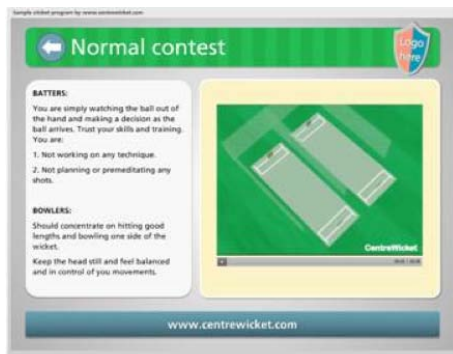 Sample cricket program by www.centrewicket.com
Normal contest
Logo
here
BATTERS:
You are simply watching the ball out of
the hand and making a decision as the
ball arrives. Trust your skills and training.
You are:
1. Not working on any technique.
2. Not planning or premeditating any
shots.
BOWLERS:
Should concentrate on hitting good
lengths and bowling one side of the
wicket.
Keep the head still and feel balanced
and in control of you movements.
CentreWicket
www.centrewicket.com